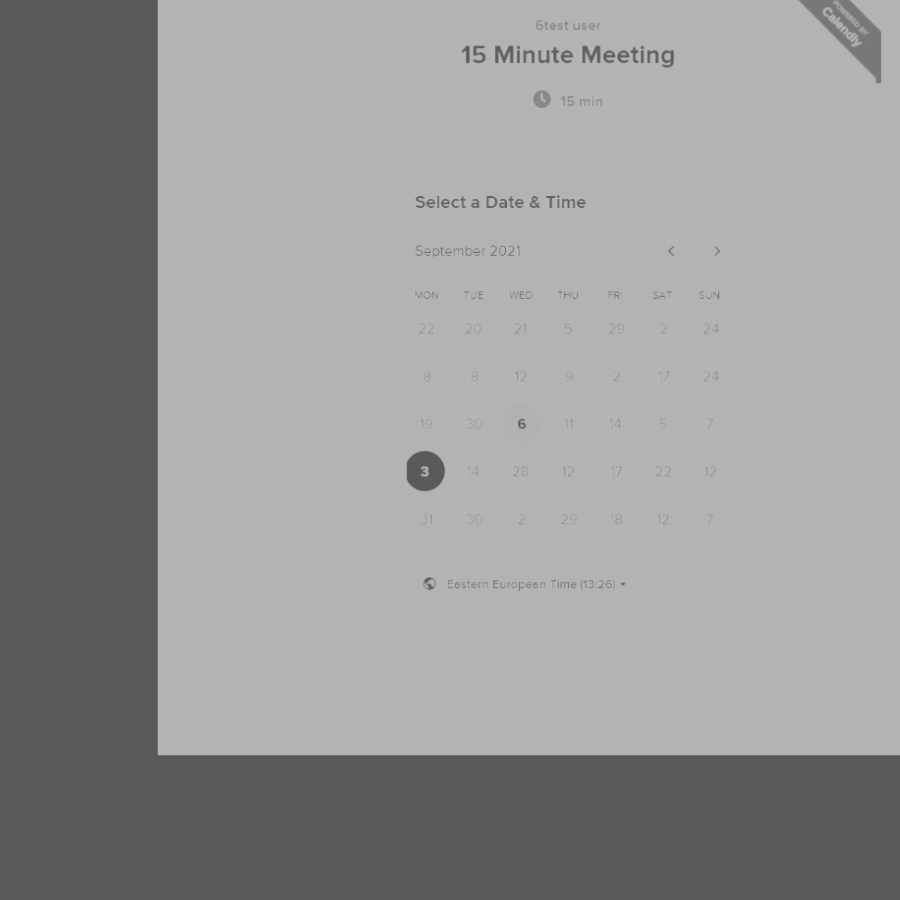 POWERED BY
Calendly
6test user
15 Minute Meeting
15 min
Select a Date & Time
September 2021
MON TUE WED THU FRI SAT SUN
22 20 21 5 29 2 24
8 8 12 9 2 17 24
19 30 6 11 14 5 7
3 14 28 12 17 22 12
31 30 2 29 18 12 7
Eastern European Time (13:26)